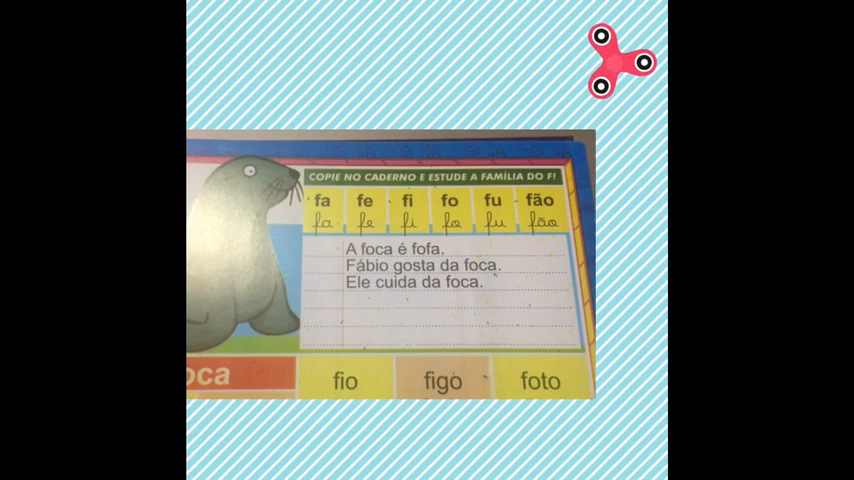 COPIE NO CADERNO E ESTUDE A FAMÍLIA DO F!
fa fe fi fo fu fão
fa fe fi fo fu fão
A foca é fofa.
Fábio gosta da foca.
Ele cuida da foca.
oca fio figo foto